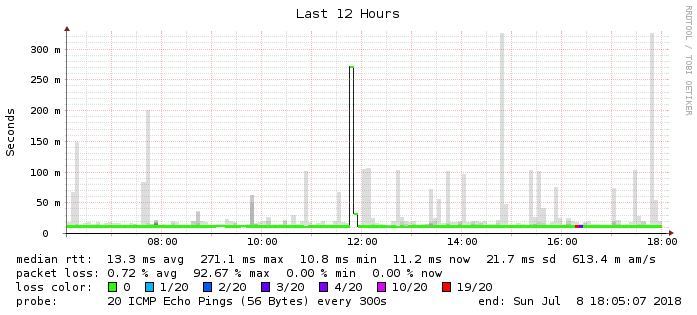 Last 12 Hours
RRDTOOL / TOBI OETIKER
Seconds
300 m
250 m
200 m
150 m
100 m
50 m
0
08:00 10:00 12:00 14:00 16:00 18:00
median rtt: 13.3 ms avg 271.1 ms max 10.8 ms min 11.2 ms now 21.7 ms sd 613.4 m am/s
packet loss: 0.72 % avg 92.67 % max 0.00 % min 0.00 % now
loss color: 0 1/20 2/20 3/20 4/20 10/20 19/20
probe: 20 ICMP Echo Pings (56 Bytes) every 300s end: Sun Jul 8 18:05:07 2018